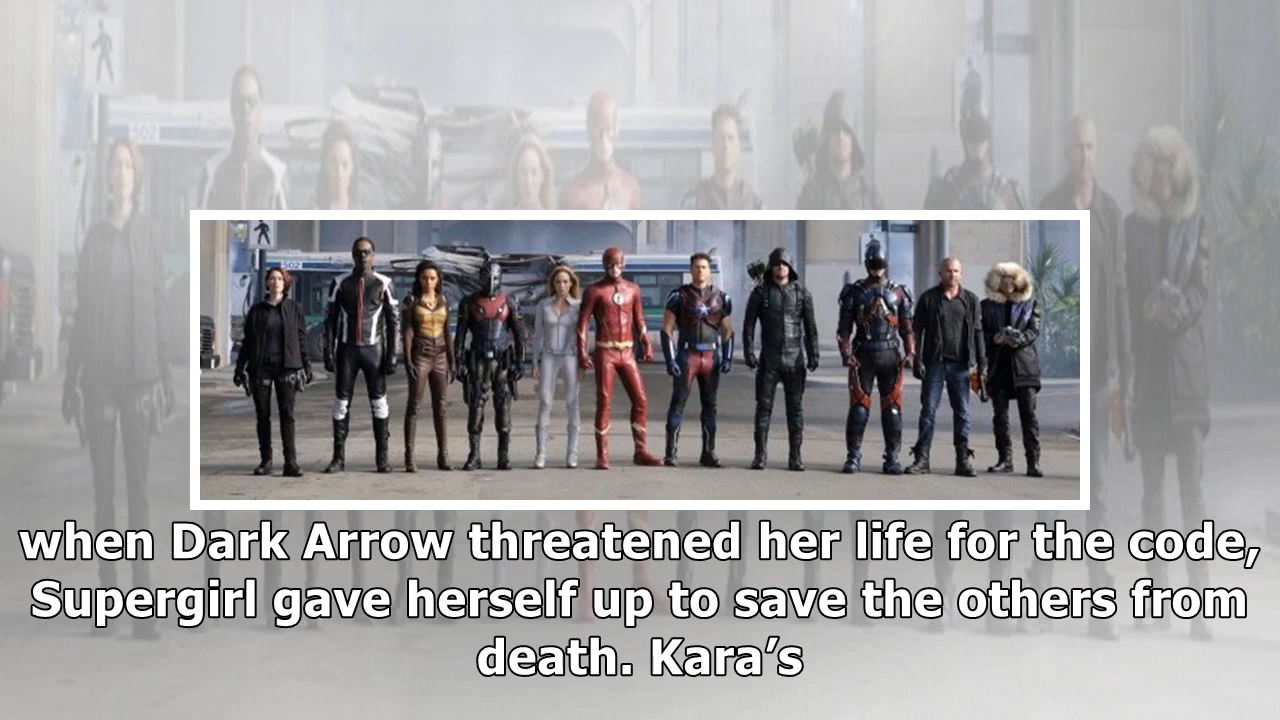 502
when Dark Arrow threatened her life for the code,
Supergirl gave herself up to save the others from
death. Kara’s